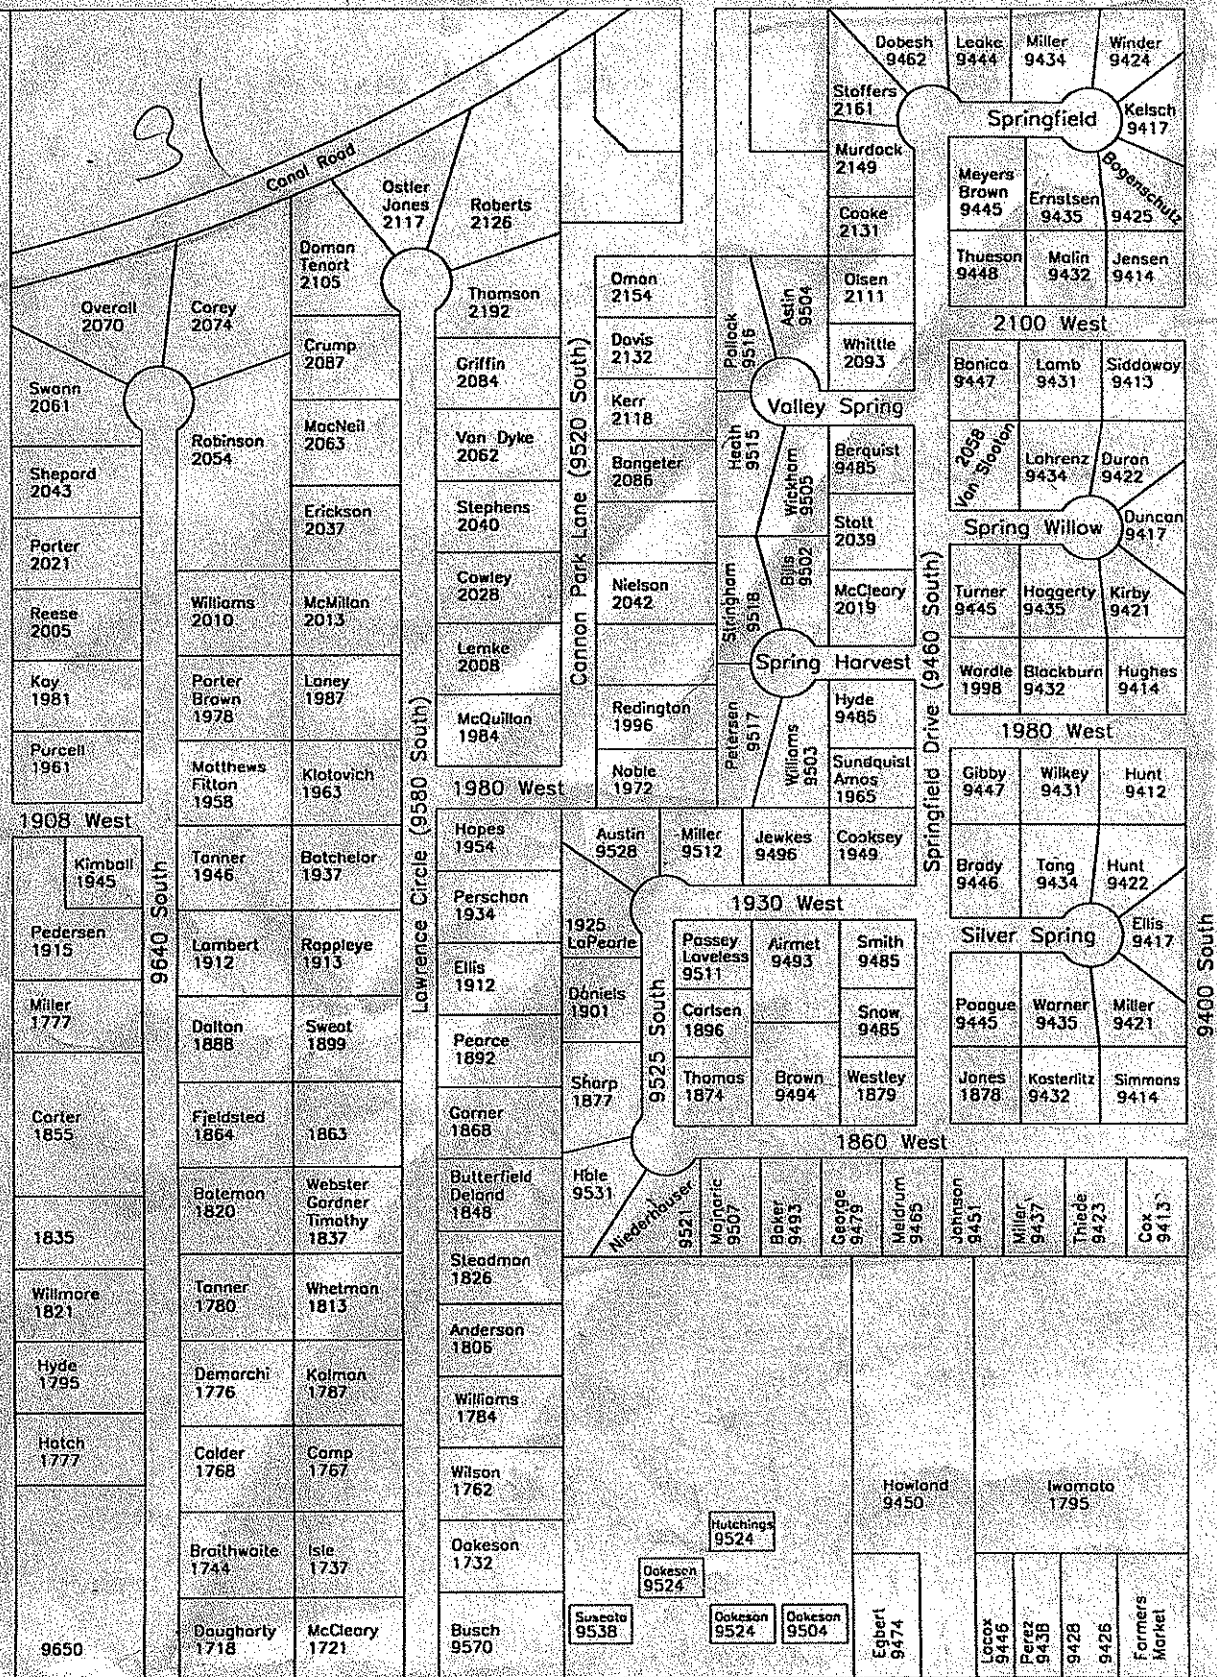 Dobesh
9462
Leake
9444
Miller
9434
Winder
9424
Stoffers
2161
Springfield
Kelsch
9417
Murdock
2149
Meyers
Brown
9445
Ernstsen
9435
Bogenschutz
9425
Cooke
2131
Thueson
9448
Malin
9432
Jensen
9414
Canal Road
Ostler
Jones
2117
Roberts
2126
Doman
Tenort
2105
Overall
2070
Corey
2074
Thomson
2192
Oman
2154
Pollock
9516
Astin
9504
Olsen
2111
2100 West
Crump
2087
Griffin
2084
Davis
2132
Whittle
2093
Bonica
9447
Lamb
9431
Siddoway
9413
Swann
2061
Robinson
2054
MacNeil
2063
Van Dyke
2062
Kerr
2118
Valley Spring
Heath
9515
Wickham
9505
Berquist
9485
2058
Van Slooten
Lohrenz
9434
Duran
9422
Shepard
2043
Erickson
2037
Stephens
2040
Bangeter
2086
Stott
2039
Spring Willow
Duncan
9417
Porter
2021
Cannon Park Lane (9520 South)
Reese
2005
Williams
2010
McMillan
2013
Cowley
2028
Nielson
2042
Stringham
9518
Bills
9502
McCleary
2019
Turner
9445
Haggerty
9435
Kirby
9421
Lemke
2008
Spring Harvest
Springfield Drive (9460 South)
Wardle
1998
Blackburn
9432
Hughes
9414
Kay
1981
Porter
Brown
1978
Laney
1987
McQuillan
1984
Redington
1996
Petersen
9517
Williams
9503
Hyde
9485
1980 West
Purcell
1961
Matthews
Fitton
1958
Klotovich
1963
1980 West
Noble
1972
Sundquist
Amos
1965
Gibby
9447
Wilkey
9431
Hunt
9412
1908 West
Lawrence Circle (9580 South)
Hopes
1954
Austin
9528
Miller
9512
Jewkes
9496
Cooksey
1949
Kimball
1945
9640 South
Tanner
1946
Batchelor
1937
Brady
9446
Tang
9434
Hunt
9422
Perschon
1934
1930 West
Pedersen
1915
Lambert
1912
Rappleye
1913
1925
LaPearle
Passey
Loveless
9511
Airmet
9493
Smith
9485
Silver Spring
Ellis
9417
9400 South
Ellis
1912
Miller
1777
Daniels
1901
9525 South
Carlsen
1896
Snow
9485
Poague
9445
Warner
9435
Miller
9421
Dalton
1888
Sweat
1899
Pearce
1892
Sharp
1877
Thomas
1874
Brown
9494
Westley
1879
Jones
1878
Kosterlitz
9432
Simmons
9414
Carter
1855
Fjeldsted
1864
1863
Garner
1868
1860 West
Bateman
1820
Webster
Gardner
Timothy
1837
Butterfield
Deland
1848
Hale
9531
Niederhauser
9521
Majneric
9507
Baker
9493
George
9479
Meldrum
9465
Johnson
9451
Miller
9437
Thiede
9423
Cox
9413
1835
Steadman
1826
Willmore
1821
Tanner
1780
Whetman
1813
Anderson
1806
Hyde
1795
Demarchi
1776
Kalman
1787
Williams
1784
Hatch
1777
Calder
1768
Camp
1767
Wilson
1762
Howland
9450
Iwamoto
1795
Hutchings
9524
Braithwaite
1744
Isle
1737
Oakeson
1732
Oakeson
9524
9650
Daugharty
1718
McCleary
1721
Busch
9570
Suseoto
9538
Oakeson
9524
Oakeson
9504
Egbert
9474
Lacox
9446
Perez
9438
9428
9426
Farmers
Market